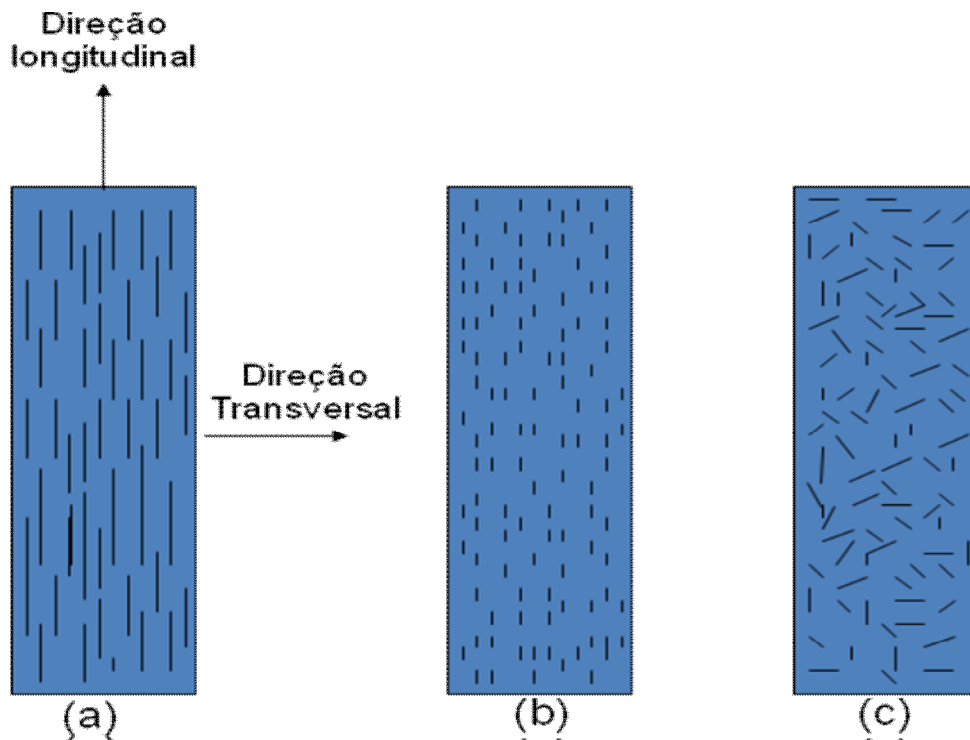 Direção
longitudinal
Direção
Transversal
(a)
(b)
(c)